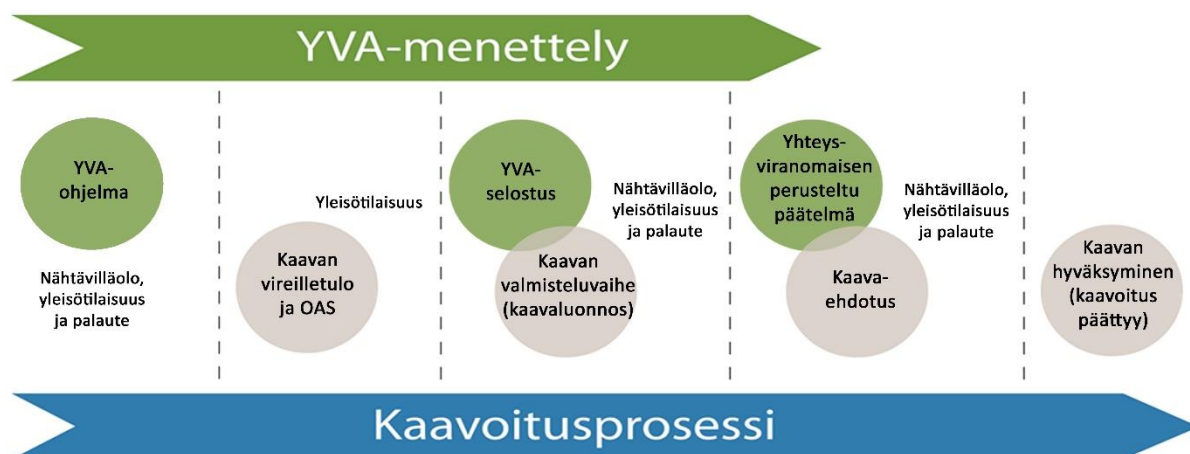 YVA-menettely
YVA-
ohjelma
Nähtävilläolo,
yleisötilaisuus
ja palaute
Yleisötilaisuus
Kaavan
vireilletulo
ja OAS
YVA-
selostus
Kaavan
valmisteluvaihe
(kaavaluonnos)
Nähtävilläolo,
yleisötilaisuus
ja palaute
Yhteys-
viranomaisen
perusteltu
päätelmä
Kaava-
ehdotus
Nähtävilläolo,
yleisötilaisuus
ja palaute
Kaavan
hyväksyminen
(kaavoitus
päättyy)
Kaavoitusprosessi